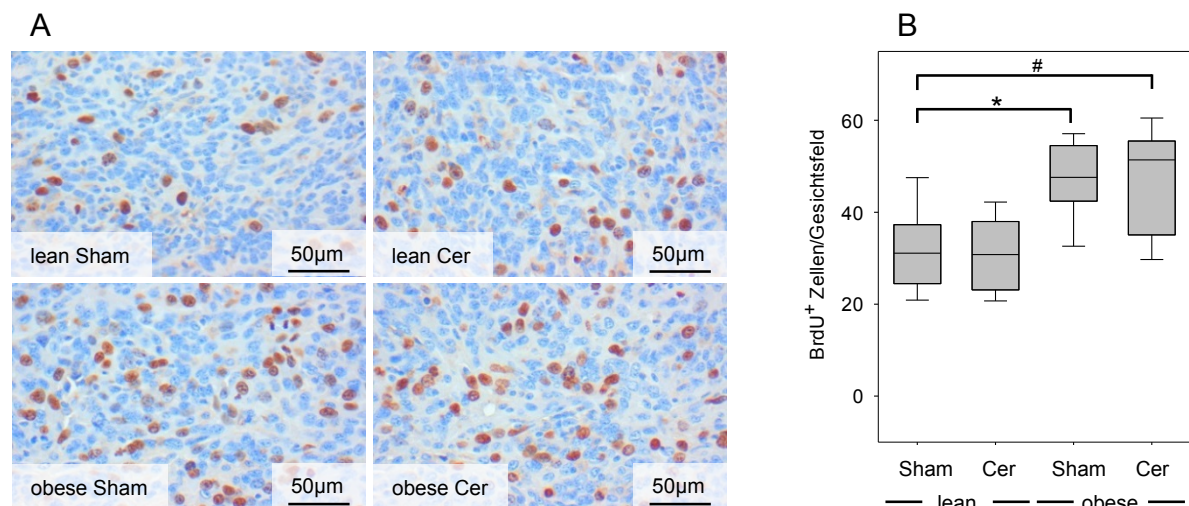 A
lean Sham
50µm
lean Cer
50µm
obese Sham
50µm
obese Cer
50µm
B
#
*
BrdU+ Zellen/Gesichtsfeld
60
40
20
0
Sham Cer Sham Cer
lean obese